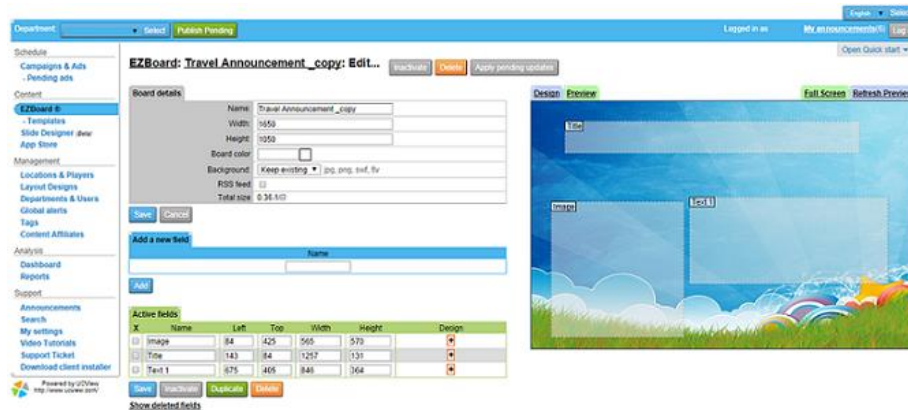 English ▼ Selec
Department: ▼ Select Publish Pending Logged in as My announcements(6) Log
Open Quick start ▼
Schedule
Campaigns & Ads
- Pending ads
Content
EZBoard ®
- Templates
Slide Designer (Beta)
App Store
Management
Locations & Players
Layout Designs
Departments & Users
Global alerts
Tags
Content Affiliates
Analysis
Dashboard
Reports
Support
Announcements
Search
My settings
Video Tutorials
Support Ticket
Download client installer
Powered by UCView
http://www.ucview.com/
EZBoard: Travel Announcement _copy: Edit... Inactivate Delete Apply pending updates
Board details
Name: Travel Announcement _copy
Width: 1650
Height: 1050
Board color:
Background: Keep existing ▼ jpg, png, swf, flv
RSS feed:
Total size: 0.36 MB
Save Cancel
Add a new field
Name
Add
Active fields
X Name Left Top Width Height Design
Image 84 425 565 570
Title 143 84 1257 131
Text 1 675 405 846 364
Save Inactivate Duplicate Delete
Show deleted fields
Design Preview Full Screen Refresh Preview
Title
Image
Text 1